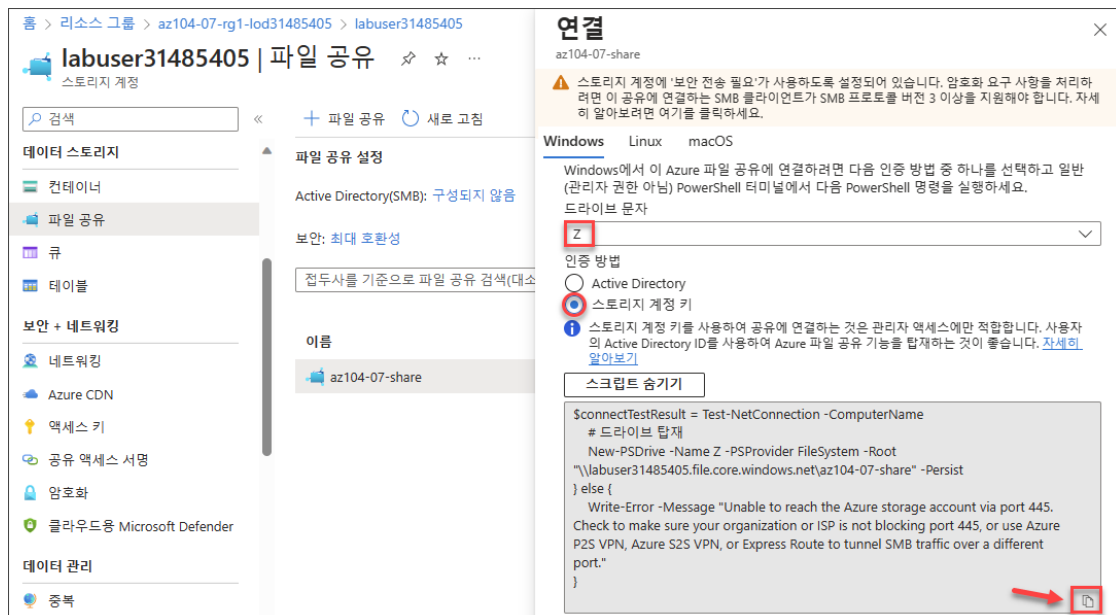 홈 > 리소스 그룹 > az104-07-rg1-lod31485405 > labuser31485405
labuser31485405 | 파일 공유
스토리지 계정
검색
데이터 스토리지
컨테이너
파일 공유
큐
테이블
보안 + 네트워킹
네트워킹
Azure CDN
액세스 키
공유 액세스 서명
암호화
클라우드용 Microsoft Defender
데이터 관리
중복
+ 파일 공유 새로 고침
파일 공유 설정
Active Directory(SMB): 구성되지 않음
보안: 최대 호환성
접두사를 기준으로 파일 공유 검색(대소
이름
az104-07-share
연결
az104-07-share
스토리지 계정에 '보안 전송 필요'가 사용하도록 설정되어 있습니다. 암호화 요구 사항을 처리하
려면 이 공유에 연결하는 SMB 클라이언트가 SMB 프로토콜 버전 3 이상을 지원해야 합니다. 자세
히 알아보려면 여기를 클릭하세요.
Windows Linux macOS
Windows에서 이 Azure 파일 공유에 연결하려면 다음 인증 방법 중 하나를 선택하고 일반
(관리자 권한 아님) PowerShell 터미널에서 다음 PowerShell 명령을 실행하세요.
드라이브 문자
Z
인증 방법
Active Directory
스토리지 계정 키
스토리지 계정 키를 사용하여 공유에 연결하는 것은 관리자 액세스에만 적합합니다. 사용자
의 Active Directory ID를 사용하여 Azure 파일 공유 기능을 탑재하는 것이 좋습니다. 자세히
알아보기
스크립트 숨기기
$connectTestResult = Test-NetConnection -ComputerName
# 드라이브 탑재
New-PSDrive -Name Z -PSProvider FileSystem -Root
"\\labuser31485405.file.core.windows.net\az104-07-share" -Persist
} else {
Write-Error -Message "Unable to reach the Azure storage account via port 445.
Check to make sure your organization or ISP is not blocking port 445, or use Azure
P2S VPN, Azure S2S VPN, or Express Route to tunnel SMB traffic over a different
port."
}